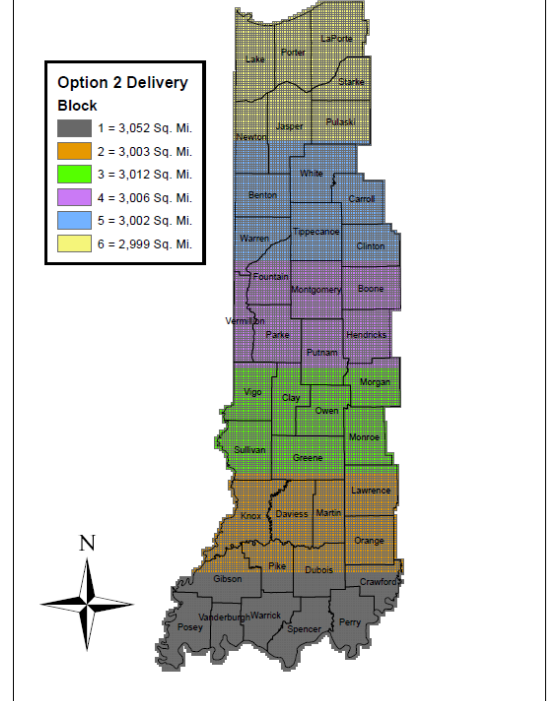 Option 2 Delivery
Block
1 = 3,052 Sq. Mi.
2 = 3,003 Sq. Mi.
3 = 3,012 Sq. Mi.
4 = 3,006 Sq. Mi.
5 = 3,002 Sq. Mi.
6 = 2,999 Sq. Mi.
LaPorte
Porter
Lake
Starke
Pulaski
Jasper
Newton
White
Benton
Carroll
Tippecanoe
Warren
Clinton
Fountain
Montgomery
Boone
Vermillion
Parke
Hendricks
Putnam
Morgan
Vigo
Clay
Owen
Monroe
Sullivan
Greene
Lawrence
Knox
Daviess
Martin
Orange
Pike
Dubois
Gibson
Crawford
Vanderburgh
Warrick
Perry
Posey
Spencer
N